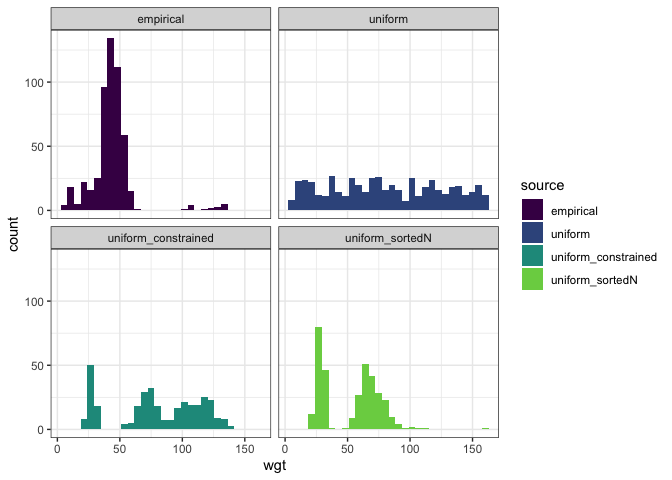 empirical
uniform
100
50
0
uniform_constrained
uniform_sortedN
100
50
0
0 50 100 150
0 50 100 150
wgt
count
source
empirical
uniform
uniform_constrained
uniform_sortedN